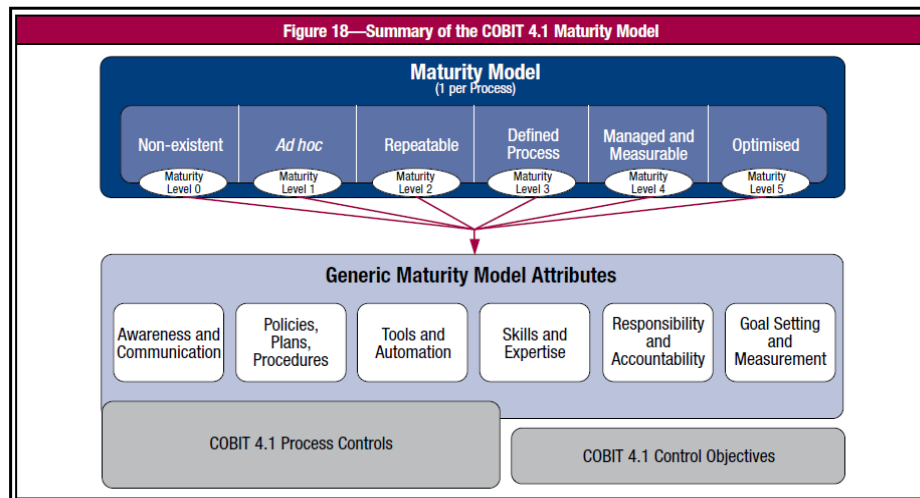 Figure 18—Summary of the COBIT 4.1 Maturity Model
Maturity Model
(1 per Process)
Non-existent
Ad hoc
Repeatable
Defined
Process
Managed and
Measurable
Optimised
Maturity
Level 0
Maturity
Level 1
Maturity
Level 2
Maturity
Level 3
Maturity
Level 4
Maturity
Level 5
Generic Maturity Model Attributes
Awareness and
Communication
Policies,
Plans,
Procedures
Tools and
Automation
Skills and
Expertise
Responsibility
and
Accountability
Goal Setting
and
Measurement
COBIT 4.1 Process Controls
COBIT 4.1 Control Objectives